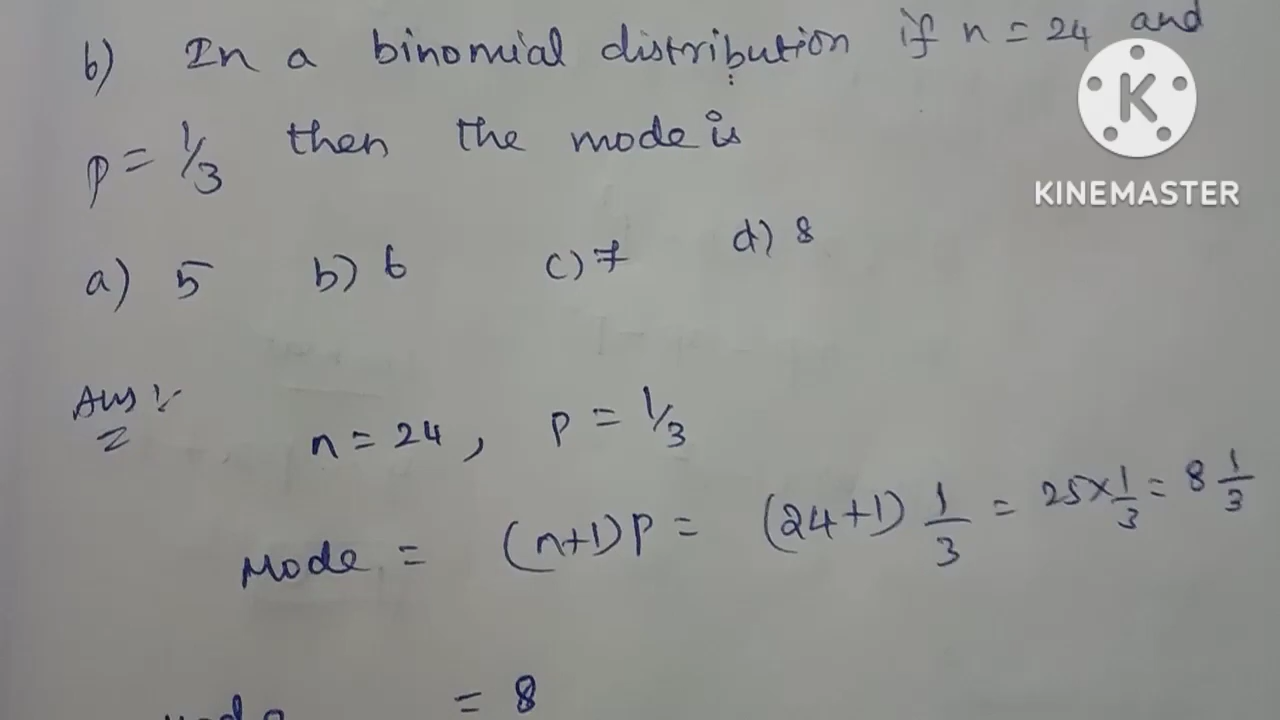 b) In a binomial distribution if n = 24 and
K
KINEMASTER
p = 1/3 then the mode is
a) 5 b) 6 c) 7 d) 8
Ans :-
n = 24 , p = 1/3
Mode = (n+1)p = (24+1) 1/3 = 25 × 1/3 = 8 1/3
= 8